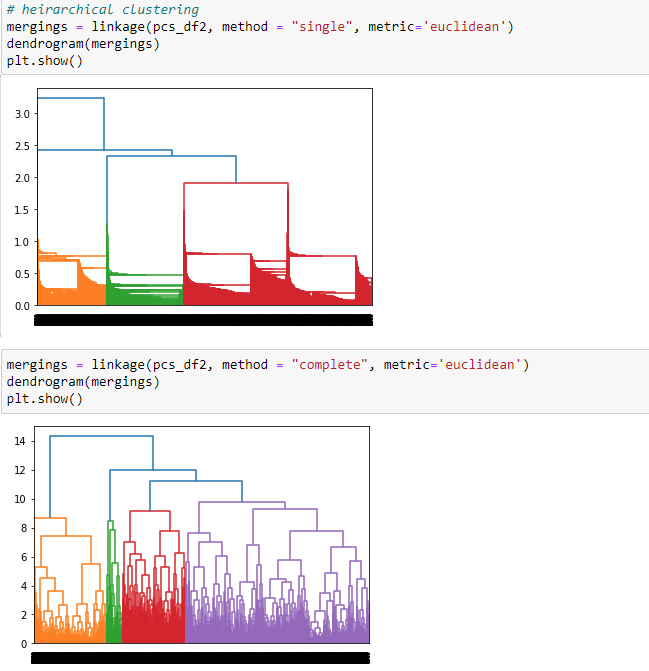 # heirarchical clustering
mergings = linkage(pcs_df2, method = "single", metric='euclidean')
dendrogram(mergings)
plt.show()
3.0
2.5
2.0
1.5
1.0
0.5
0.0
mergings = linkage(pcs_df2, method = "complete", metric='euclidean')
dendrogram(mergings)
plt.show()
14
12
10
8
6
4
2
0